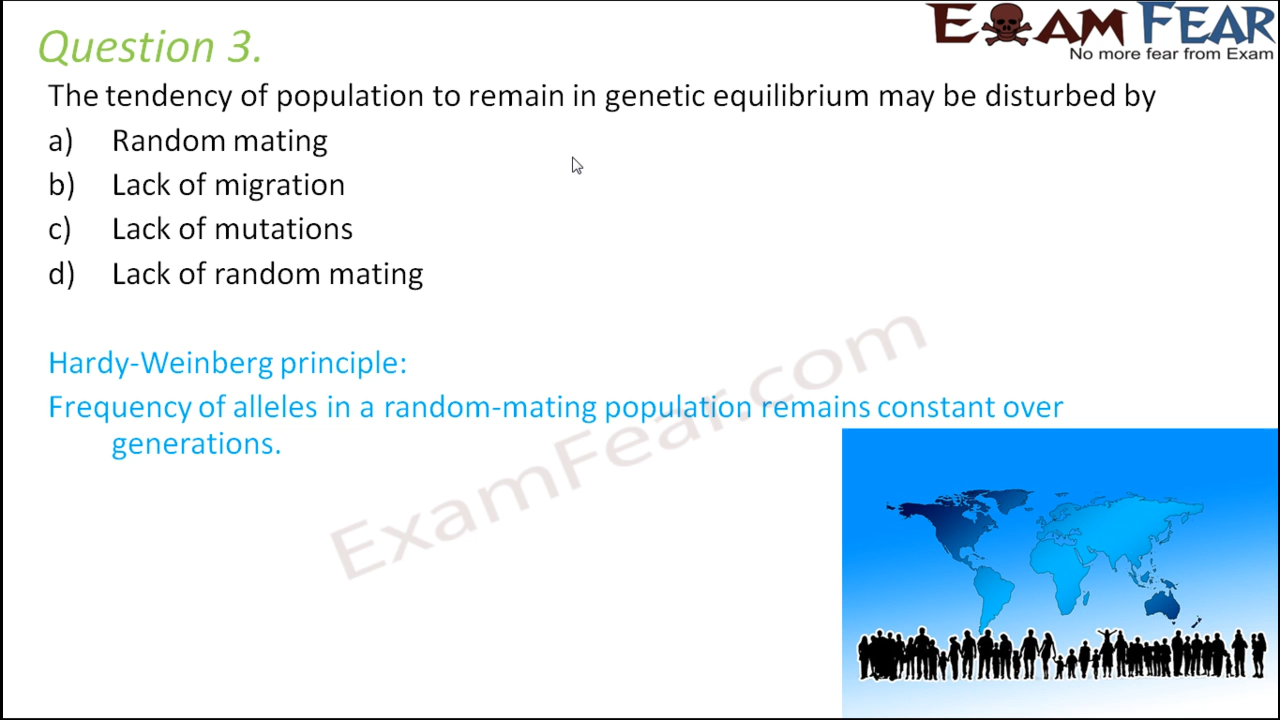 EXAM FEAR
No more fear from Exam
Question 3.
The tendency of population to remain in genetic equilibrium may be disturbed by
a) Random mating
b) Lack of migration
c) Lack of mutations
d) Lack of random mating
Hardy-Weinberg principle:
Frequency of alleles in a random-mating population remains constant over
generations.
ExamFear.com